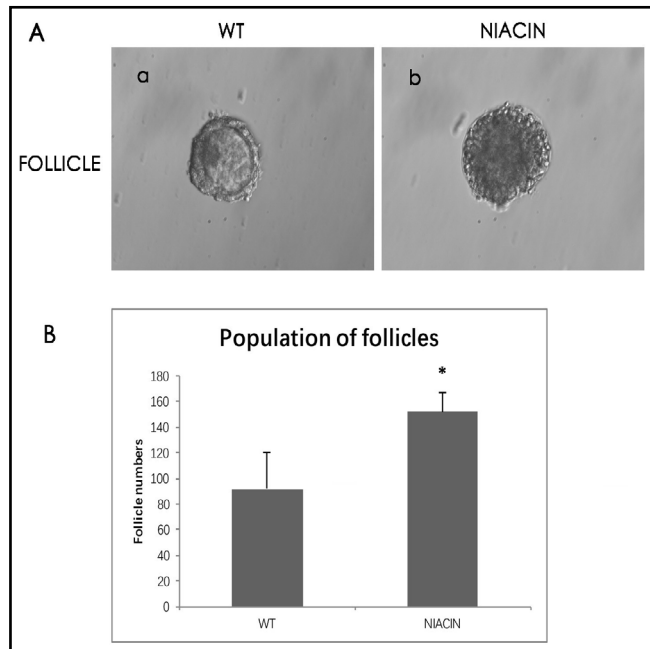 A
WT
NIACIN
a
b
FOLLICLE
B
Population of follicles
*
180
160
140
120
100
80
60
40
20
0
Follicle numbers
WT
NIACIN